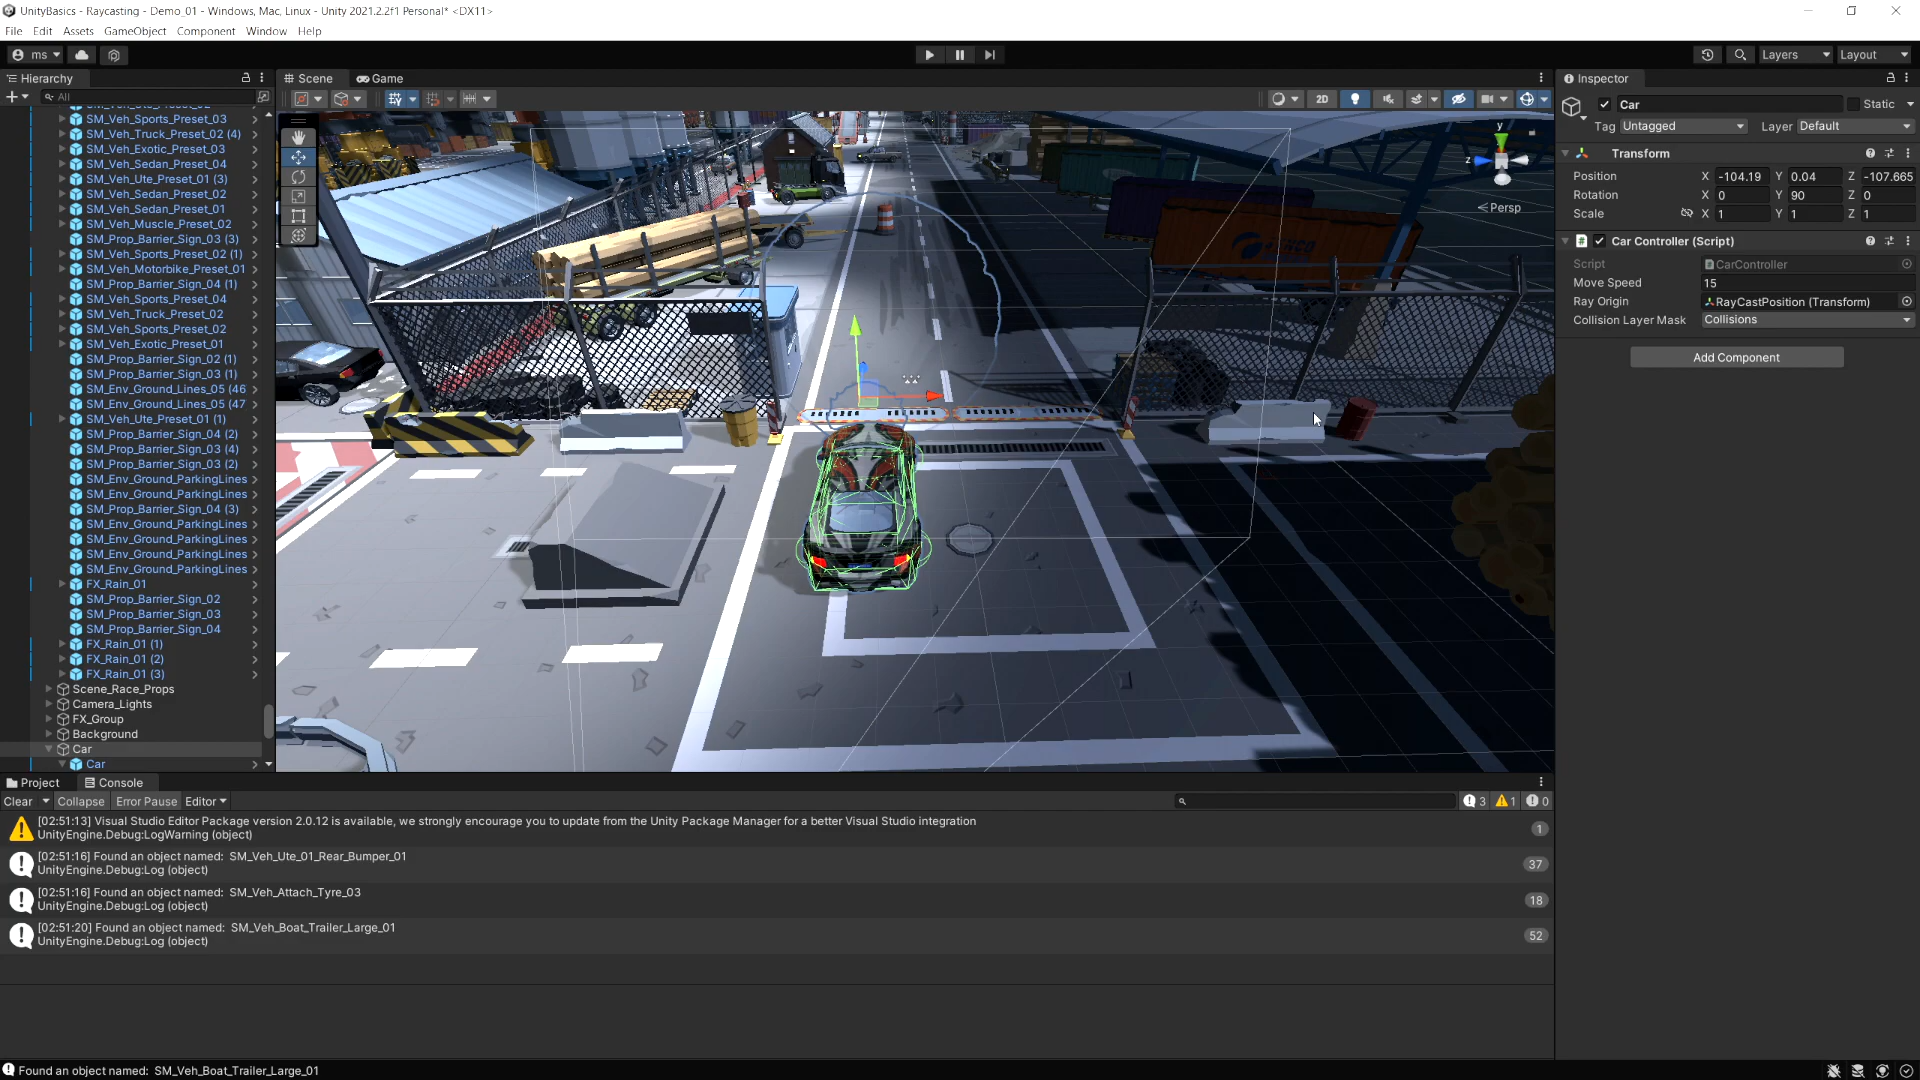 UnityBasics - Raycasting - Demo_01 - Windows, Mac, Linux - Unity 2021.2.2f1 Personal* <DX11>
File Edit Assets GameObject Component Window Help
ms Layers Layout
Hierarchy
All
SM_Veh_Sports_Preset_03
SM_Veh_Truck_Preset_02 (4)
SM_Veh_Exotic_Preset_03
SM_Veh_Sedan_Preset_04
SM_Veh_Ute_Preset_01 (3)
SM_Veh_Sedan_Preset_02
SM_Veh_Sedan_Preset_01
SM_Veh_Muscle_Preset_02
SM_Prop_Barrier_Sign_03 (3)
SM_Veh_Sports_Preset_02 (1)
SM_Veh_Motorbike_Preset_01
SM_Prop_Barrier_Sign_04 (1)
SM_Veh_Sports_Preset_04
SM_Veh_Truck_Preset_02
SM_Veh_Sports_Preset_02
SM_Veh_Exotic_Preset_01
SM_Prop_Barrier_Sign_02 (1)
SM_Prop_Barrier_Sign_03 (1)
SM_Env_Ground_Lines_05 (46
SM_Env_Ground_Lines_05 (47
SM_Veh_Ute_Preset_01 (1)
SM_Prop_Barrier_Sign_04 (2)
SM_Prop_Barrier_Sign_03 (4)
SM_Prop_Barrier_Sign_03 (2)
SM_Env_Ground_ParkingLines
SM_Env_Ground_ParkingLines
SM_Prop_Barrier_Sign_04 (3)
SM_Env_Ground_ParkingLines
SM_Env_Ground_ParkingLines
SM_Env_Ground_ParkingLines
SM_Env_Ground_ParkingLines
FX_Rain_01
SM_Prop_Barrier_Sign_02
SM_Prop_Barrier_Sign_03
SM_Prop_Barrier_Sign_04
FX_Rain_01 (1)
FX_Rain_01 (2)
FX_Rain_01 (3)
Scene_Race_Props
Camera_Lights
FX_Group
Background
Car
Car
Scene Game
2D
y
z
Persp
Inspector
Car Static
Tag Untagged Layer Default
Transform
Position X -104.19 Y 0.04 Z -107.665
Rotation X 0 Y 90 Z 0
Scale X 1 Y 1 Z 1
Car Controller (Script)
Script CarController
Move Speed 15
Ray Origin RayCastPosition (Transform)
Collision Layer Mask Collisions
Add Component
Project Console
Clear Collapse Error Pause Editor 3 1 0
[02:51:13] Visual Studio Editor Package version 2.0.12 is available, we strongly encourage you to update from the Unity Package Manager for a better Visual Studio integration
UnityEngine.Debug:LogWarning (object)
1
[02:51:16] Found an object named: SM_Veh_Ute_01_Rear_Bumper_01
UnityEngine.Debug:Log (object)
37
[02:51:16] Found an object named: SM_Veh_Attach_Tyre_03
UnityEngine.Debug:Log (object)
18
[02:51:20] Found an object named: SM_Veh_Boat_Trailer_Large_01
UnityEngine.Debug:Log (object)
52
Found an object named: SM_Veh_Boat_Trailer_Large_01